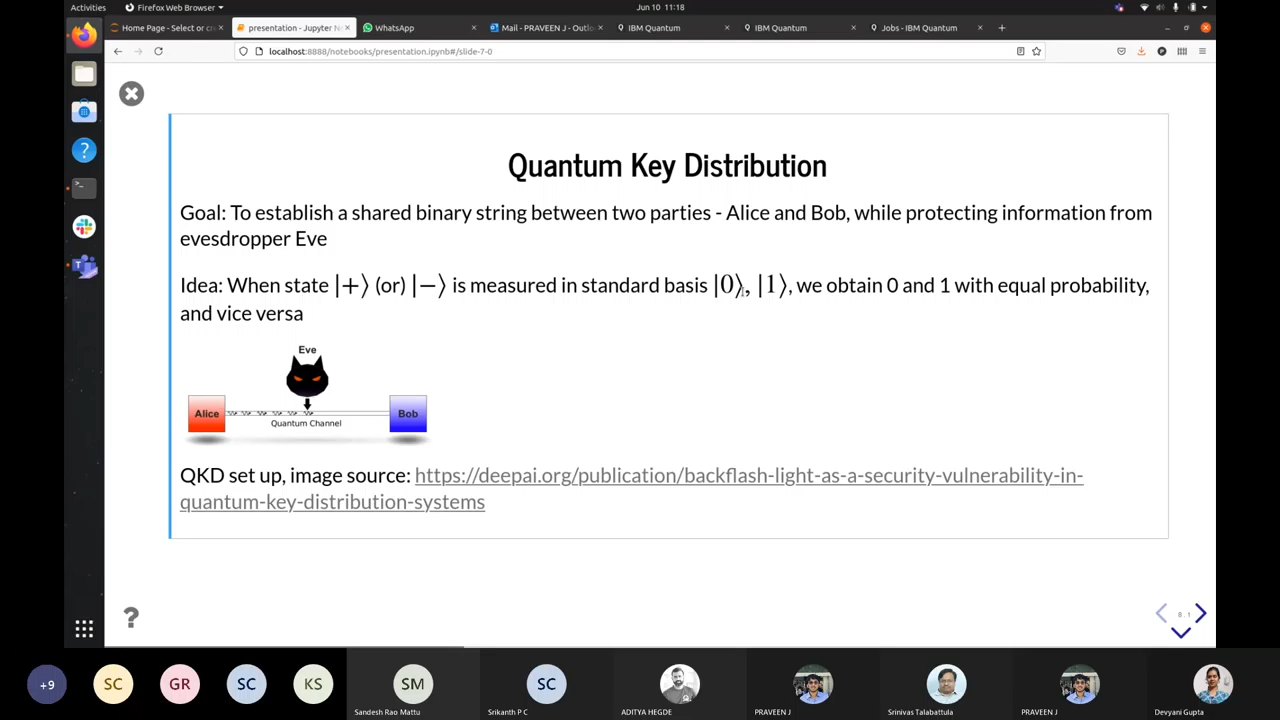 Activities
Firefox Web Browser
Jun 10 11:18
Home Page - Select or cre
presentation - Jupyter N
WhatsApp
Mail - PRAVEEN J - Outlo
IBM Quantum
IBM Quantum
Jobs - IBM Quantum
localhost:8888/notebooks/presentation.ipynb#/slide-7-0
Quantum Key Distribution
Goal: To establish a shared binary string between two parties - Alice and Bob, while protecting information from
evesdropper Eve
Idea: When state |+⟩ (or) |−⟩ is measured in standard basis |0⟩, |1⟩, we obtain 0 and 1 with equal probability,
and vice versa
Eve
Alice
Bob
Quantum Channel
QKD set up, image source: https://deepai.org/publication/backflash-light-as-a-security-vulnerability-in-
quantum-key-distribution-systems
?
8.1
+9
SC
GR
SC
KS
SM
SC
Sandesh Rao Mattu
Srikanth P C
ADITYA HEGDE
PRAVEEN J
Srinivas Talabattula
PRAVEEN J
Devyani Gupta